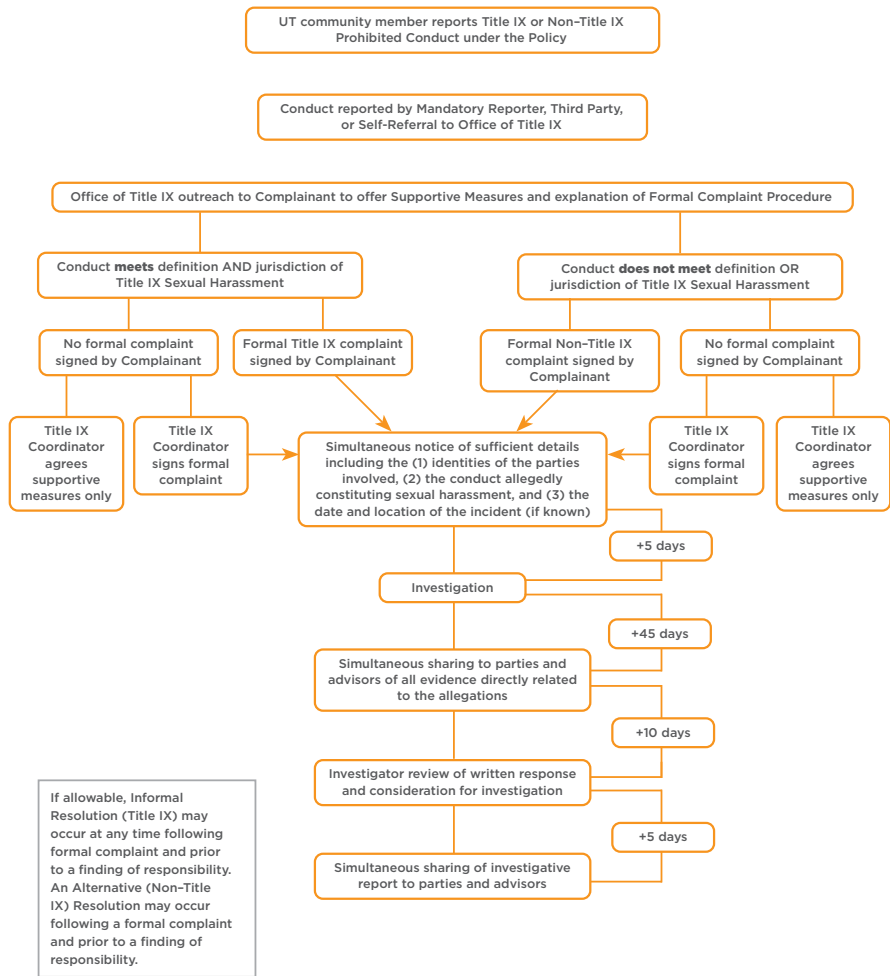 UT community member reports Title IX or Non–Title IX
Prohibited Conduct under the Policy
Conduct reported by Mandatory Reporter, Third Party,
or Self-Referral to Office of Title IX
Office of Title IX outreach to Complainant to offer Supportive Measures and explanation of Formal Complaint Procedure
Conduct meets definition AND jurisdiction of
Title IX Sexual Harassment
Conduct does not meet definition OR
jurisdiction of Title IX Sexual Harassment
No formal complaint
signed by Complainant
Formal Title IX complaint
signed by Complainant
Formal Non–Title IX
complaint signed by
Complainant
No formal complaint
signed by Complainant
Title IX
Coordinator
agrees
supportive
measures only
Title IX
Coordinator
signs formal
complaint
Simultaneous notice of sufficient details
including the (1) identities of the parties
involved, (2) the conduct allegedly
constituting sexual harassment, and (3) the
date and location of the incident (if known)
Title IX
Coordinator
signs formal
complaint
Title IX
Coordinator
agrees
supportive
measures only
+5 days
Investigation
+45 days
Simultaneous sharing to parties and
advisors of all evidence directly related
to the allegations
+10 days
Investigator review of written response
and consideration for investigation
+5 days
Simultaneous sharing of investigative
report to parties and advisors
If allowable, Informal
Resolution (Title IX) may
occur at any time following
formal complaint and prior
to a finding of responsibility.
An Alternative (Non–Title
IX) Resolution may occur
following a formal complaint
and prior to a finding of
responsibility.